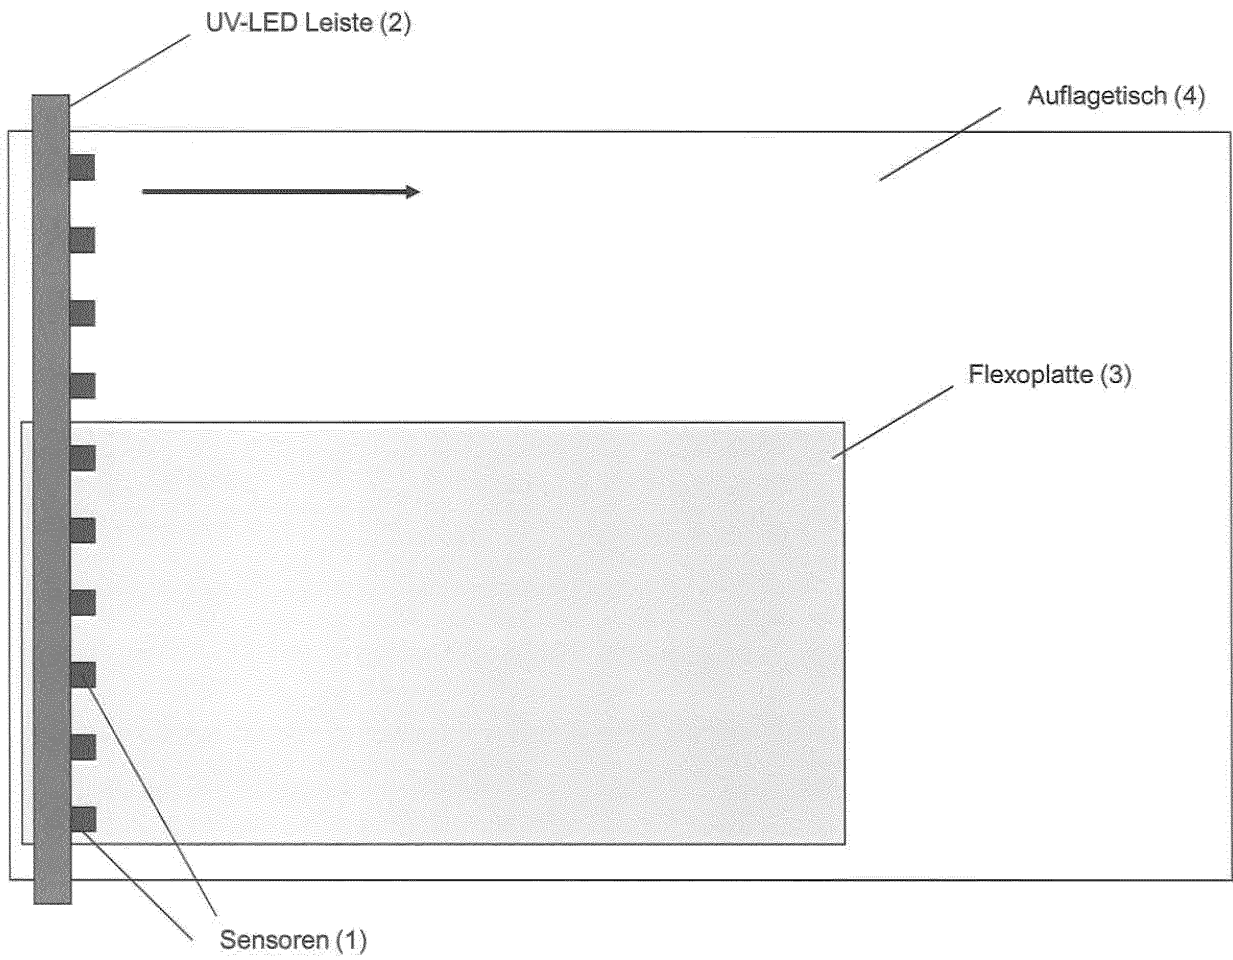 UV-LED Leiste (2)
Auflagetisch (4)
Flexoplatte (3)
Sensoren (1)